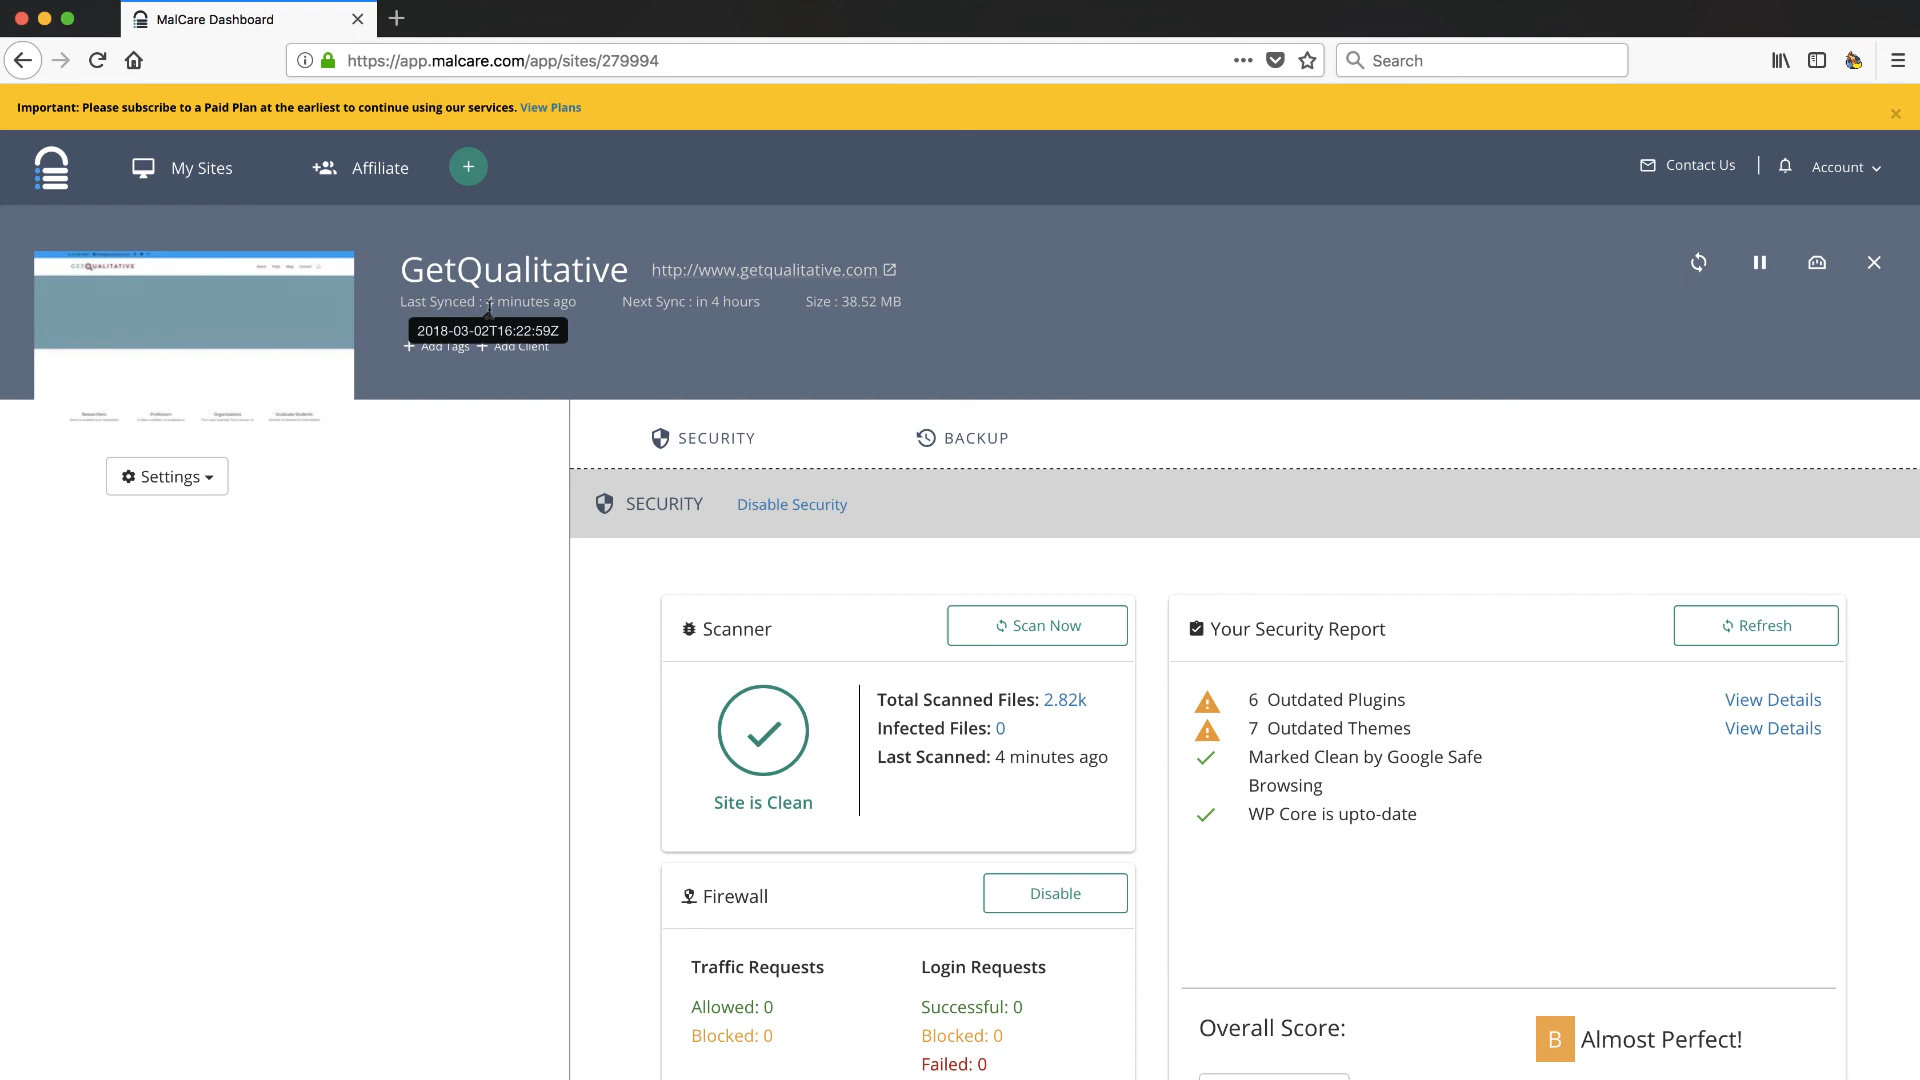 MalCare Dashboard
https://app.malcare.com/app/sites/279994
Search
Important: Please subscribe to a Paid Plan at the earliest to continue using our services. View Plans
My Sites
Affiliate
Contact Us
Account
GETQUALITATIVE
GetQualitative
http://www.getqualitative.com
Last Synced : minutes ago
Next Sync : in 4 hours
Size : 38.52 MB
2018-03-02T16:22:59Z
Add Tags
Add Client
Researchers Professors Organizations Graduate Students
Settings
SECURITY
BACKUP
SECURITY
Disable Security
Scanner
Scan Now
Site is Clean
Total Scanned Files: 2.82k
Infected Files: 0
Last Scanned: 4 minutes ago
Your Security Report
Refresh
6 Outdated Plugins View Details
7 Outdated Themes View Details
Marked Clean by Google Safe
Browsing
WP Core is upto-date
Overall Score:
B Almost Perfect!
Firewall
Disable
Traffic Requests
Allowed: 0
Blocked: 0
Login Requests
Successful: 0
Blocked: 0
Failed: 0